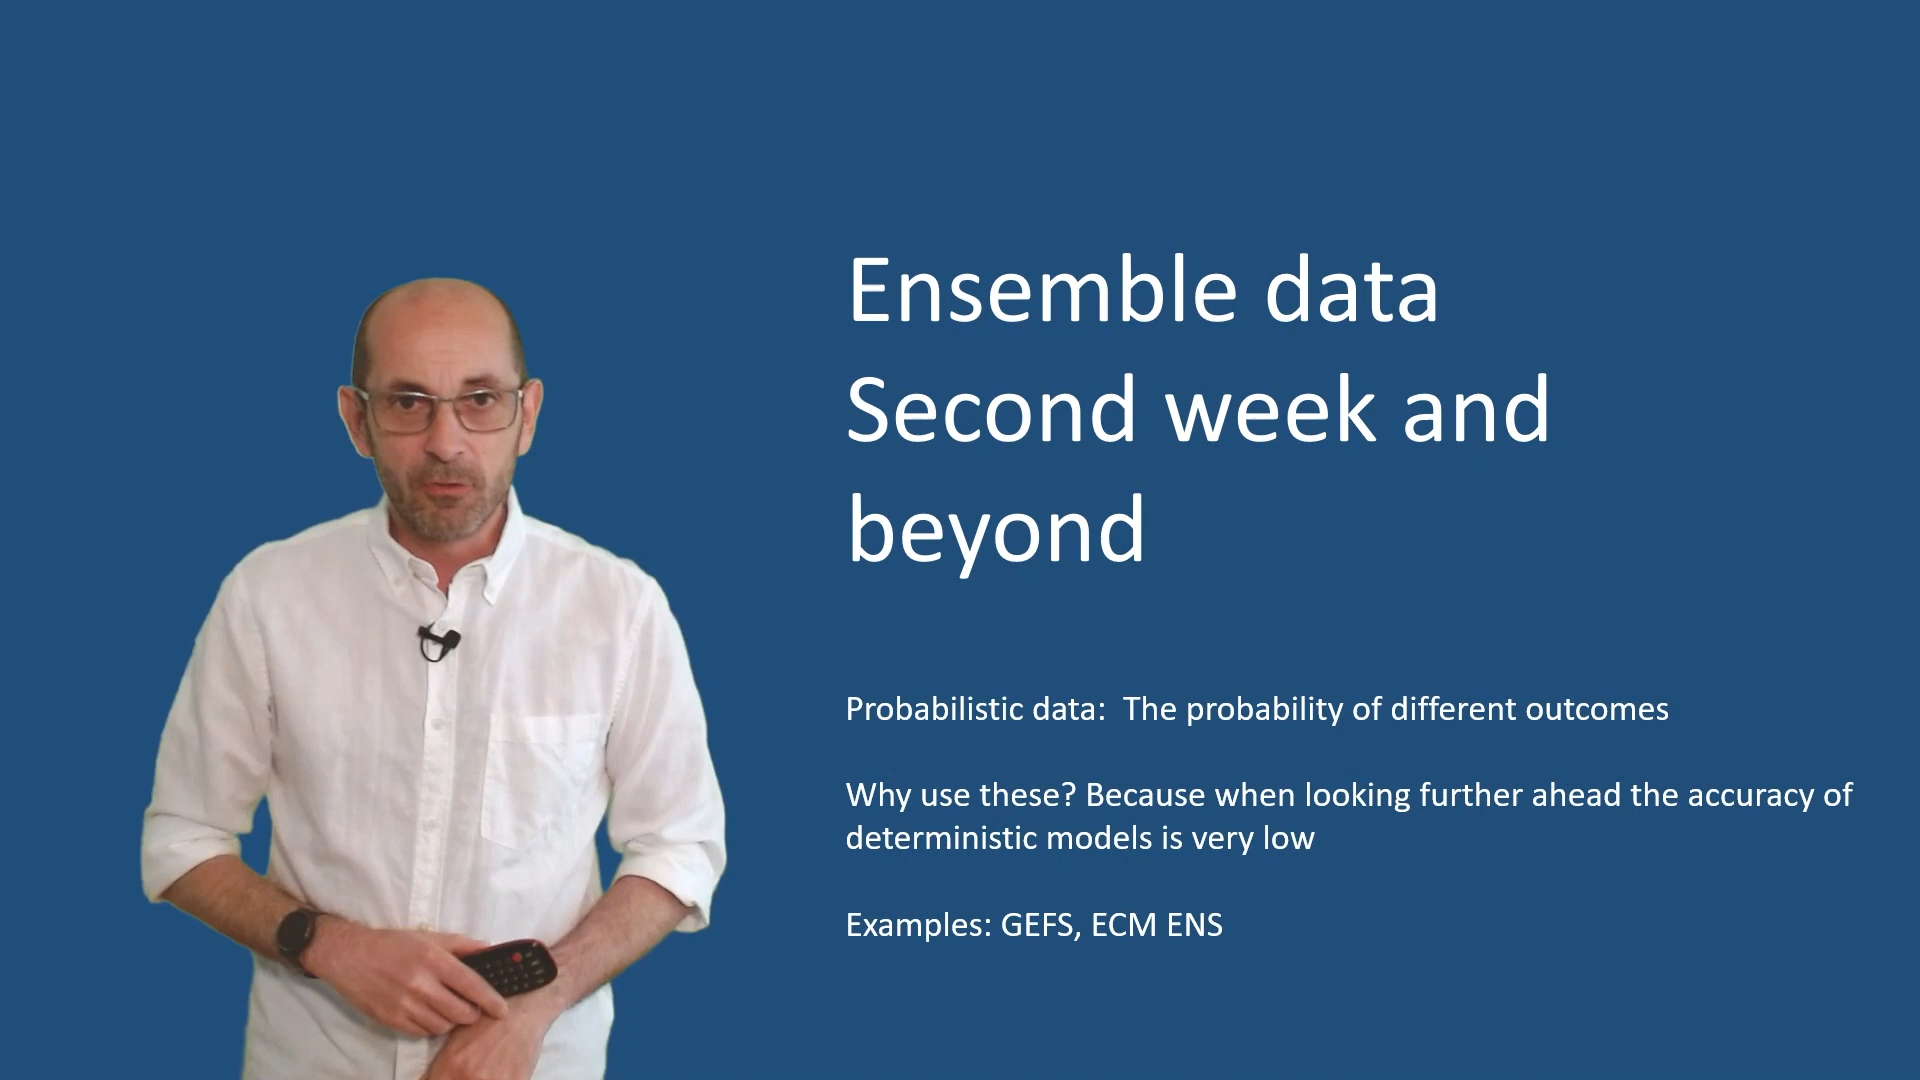 Ensemble data
Second week and
beyond
Probabilistic data:  The probability of different outcomes
Why use these? Because when looking further ahead the accuracy of
deterministic models is very low
Examples: GEFS, ECM ENS